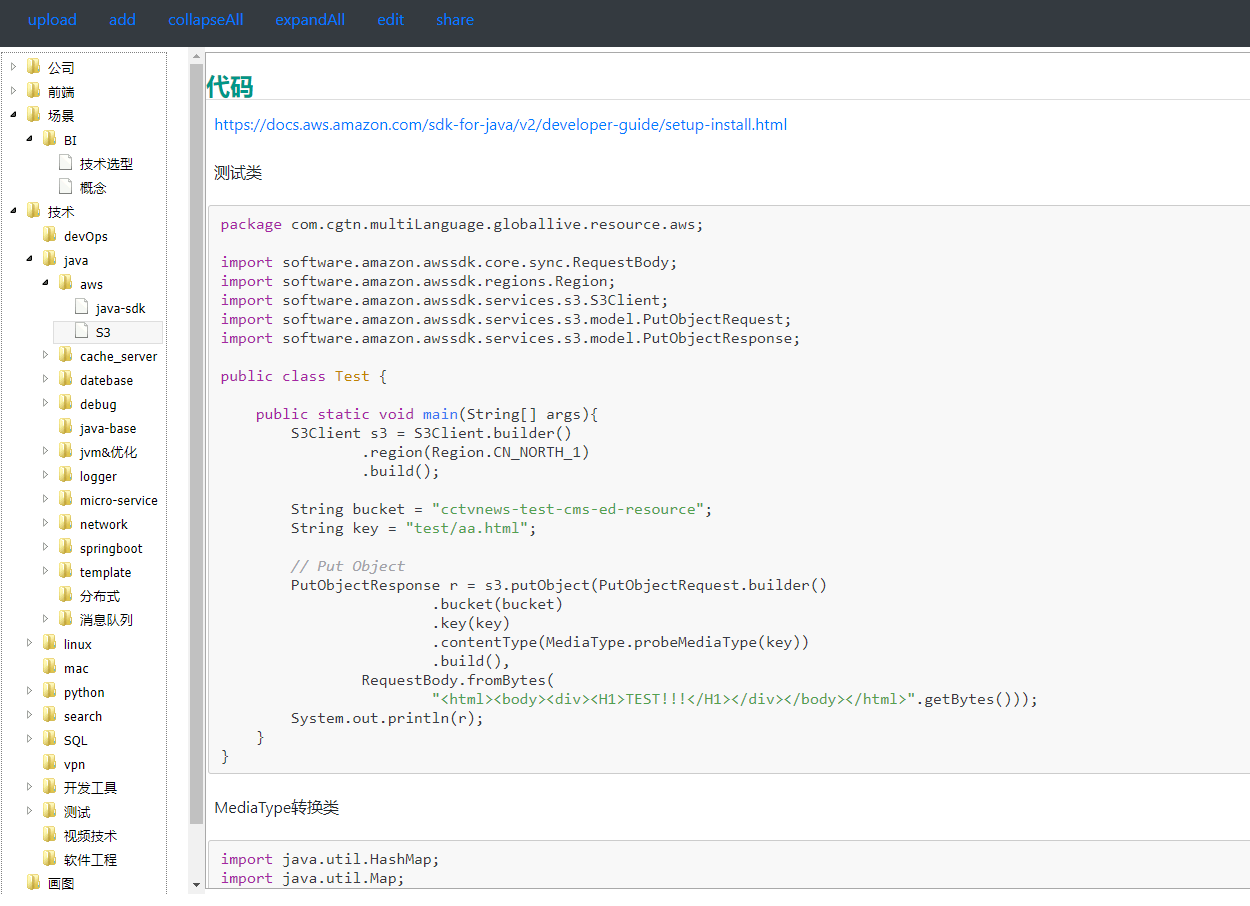 upload add collapseAll expandAll edit share
公司
前端
场景
BI
技术选型
概念
技术
devOps
java
aws
java-sdk
S3
cache_server
datebase
debug
java-base
jvm&优化
logger
micro-service
network
springboot
template
分布式
消息队列
linux
mac
python
search
SQL
vpn
开发工具
测试
视频技术
软件工程
画图
代码
https://docs.aws.amazon.com/sdk-for-java/v2/developer-guide/setup-install.html
测试类
package com.cgtn.multiLanguage.globallive.resource.aws;
import software.amazon.awssdk.core.sync.RequestBody;
import software.amazon.awssdk.regions.Region;
import software.amazon.awssdk.services.s3.S3Client;
import software.amazon.awssdk.services.s3.model.PutObjectRequest;
import software.amazon.awssdk.services.s3.model.PutObjectResponse;
public class Test {
public static void main(String[] args){
S3Client s3 = S3Client.builder()
.region(Region.CN_NORTH_1)
.build();
String bucket = "cctvnews-test-cms-ed-resource";
String key = "test/aa.html";
// Put Object
PutObjectResponse r = s3.putObject(PutObjectRequest.builder()
.bucket(bucket)
.key(key)
.contentType(MediaType.probeMediaType(key))
.build(),
RequestBody.fromBytes(
"<html><body><div><H1>TEST!!!</H1></div></body></html>".getBytes()));
System.out.println(r);
}
}
MediaType转换类
import java.util.HashMap;
import java.util.Map;